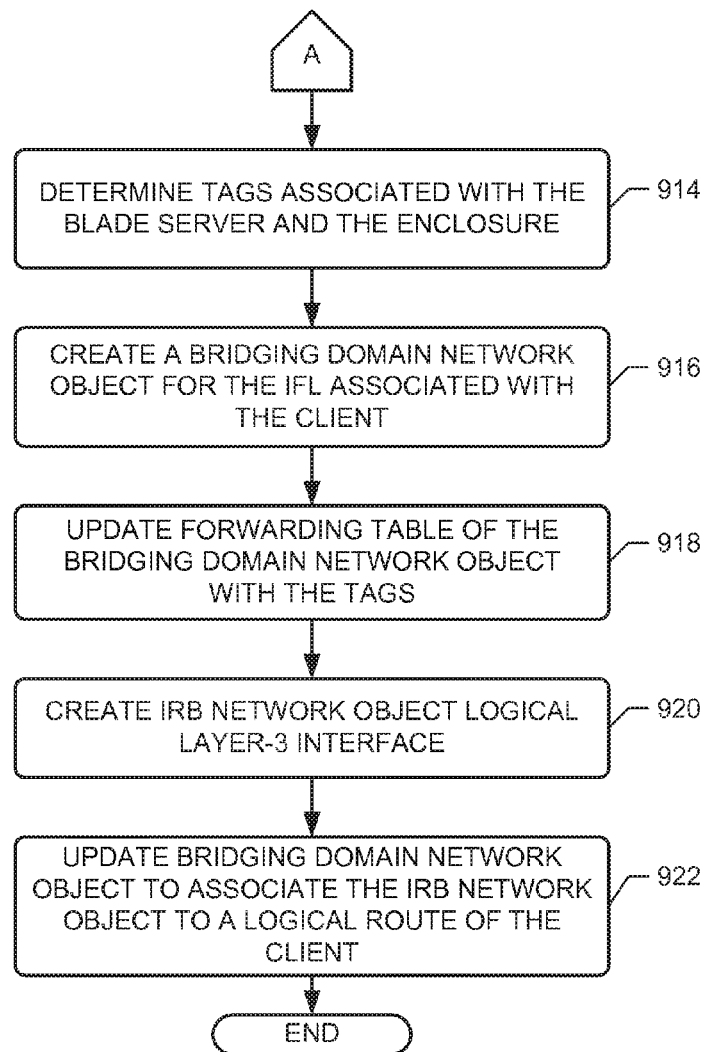 A
DETERMINE TAGS ASSOCIATED WITH THE
BLADE SERVER AND THE ENCLOSURE
914
CREATE A BRIDGING DOMAIN NETWORK
OBJECT FOR THE IFL ASSOCIATED WITH
THE CLIENT
916
UPDATE FORWARDING TABLE OF THE
BRIDGING DOMAIN NETWORK OBJECT
WITH THE TAGS
918
CREATE IRB NETWORK OBJECT LOGICAL
LAYER-3 INTERFACE
920
UPDATE BRIDGING DOMAIN NETWORK
OBJECT TO ASSOCIATE THE IRB NETWORK
OBJECT TO A LOGICAL ROUTE OF THE
CLIENT
922
END